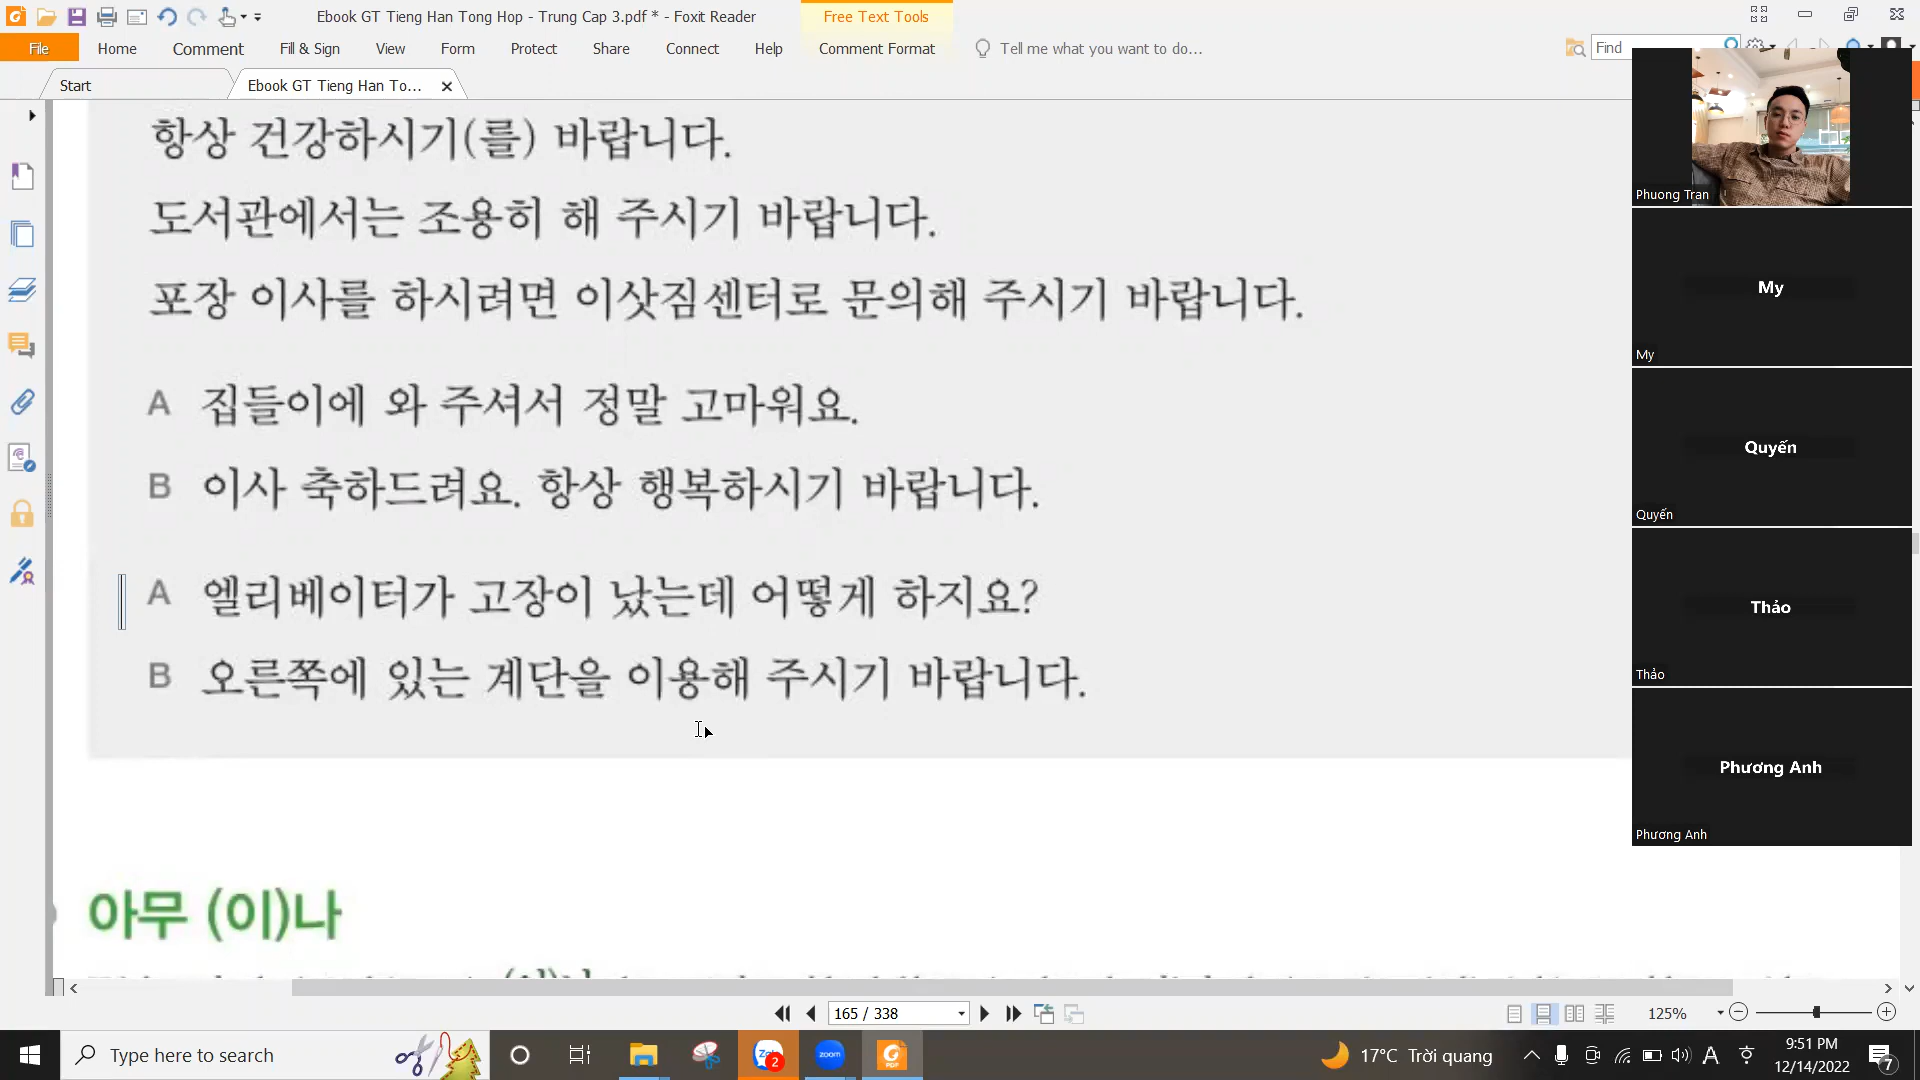 Ebook GT Tieng Han Tong Hop - Trung Cap 3.pdf * - Foxit Reader
Free Text Tools
File Home Comment Fill & Sign View Form Protect Share Connect Help Comment Format Tell me what you want to do... Find
Start Ebook GT Tieng Han To...
항상 건강하시기(를) 바랍니다.
도서관에서는 조용히 해 주시기 바랍니다.
포장 이사를 하시려면 이삿짐센터로 문의해 주시기 바랍니다.
A 집들이에 와 주셔서 정말 고마워요.
B 이사 축하드려요. 항상 행복하시기 바랍니다.
A 엘리베이터가 고장이 났는데 어떻게 하지요?
B 오른쪽에 있는 계단을 이용해 주시기 바랍니다.
아무 (이)나
Phuong Tran
My
My
Quyến
Quyến
Thảo
Thảo
Phương Anh
Phương Anh
165 / 338
125%
Type here to search
2
zoom
PDF
17°C Trời quang
A
9:51 PM
12/14/2022
7